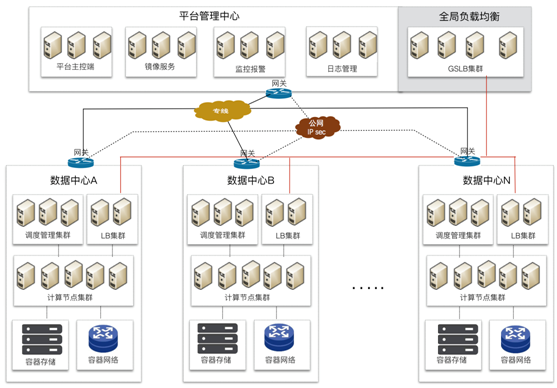 平台管理中心
全局负载均衡
平台主控端
镜像服务
监控报警
日志管理
GSLB集群
网关
专线
公网
IP sec
网关
网关
网关
数据中心A
数据中心B
数据中心N
调度管理集群
LB集群
调度管理集群
LB集群
调度管理集群
LB集群
计算节点集群
计算节点集群
.....
计算节点集群
容器存储
容器网络
容器存储
容器网络
容器存储
容器网络